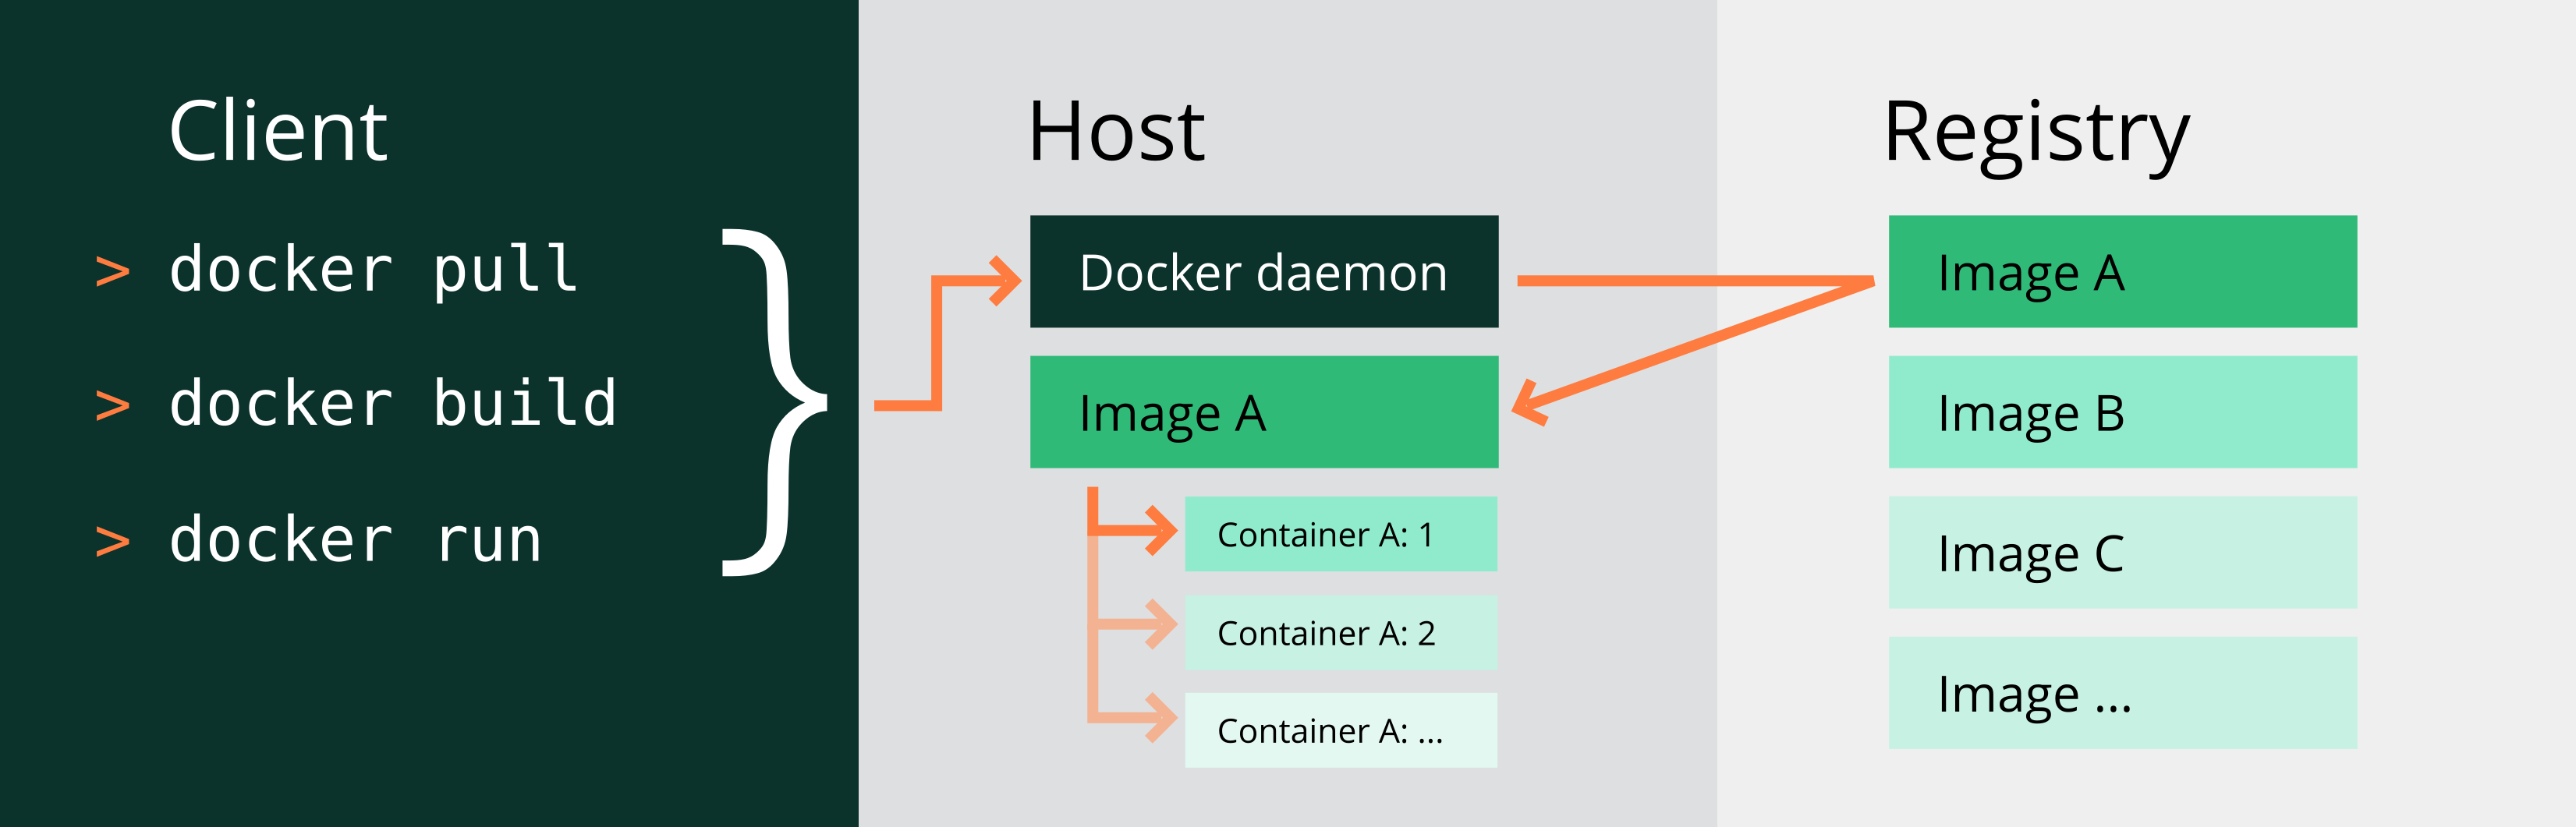 Client
> docker pull
> docker build
> docker run
}
Host
Docker daemon
Image A
Container A: 1
Container A: 2
Container A: ...
Registry
Image A
Image B
Image C
Image ...